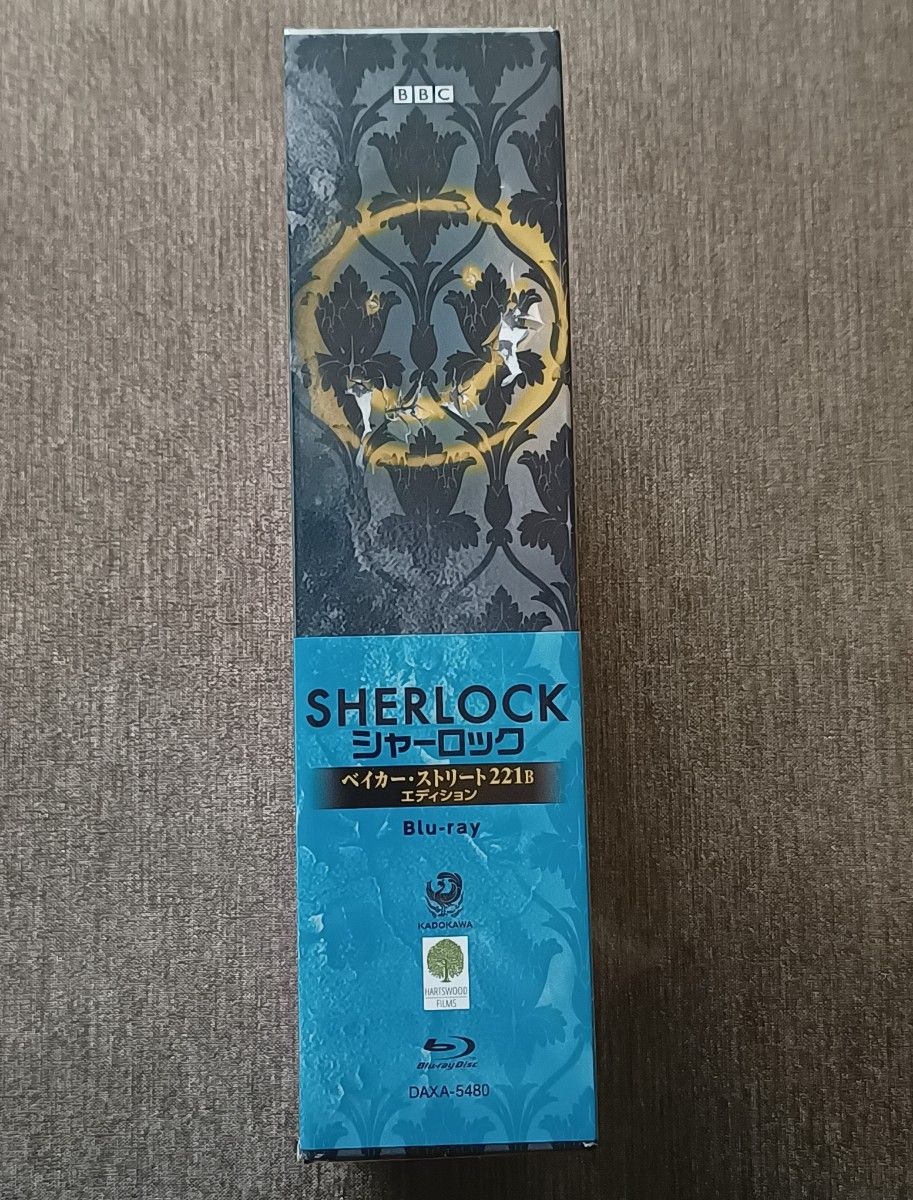 BBC
SHERLOCK
シャーロック
ベイカー・ストリート221B
エディション
Blu-ray
KADOKAWA
HARTSWOOD
FILMS
Blu-ray Disc
DAXA-5480